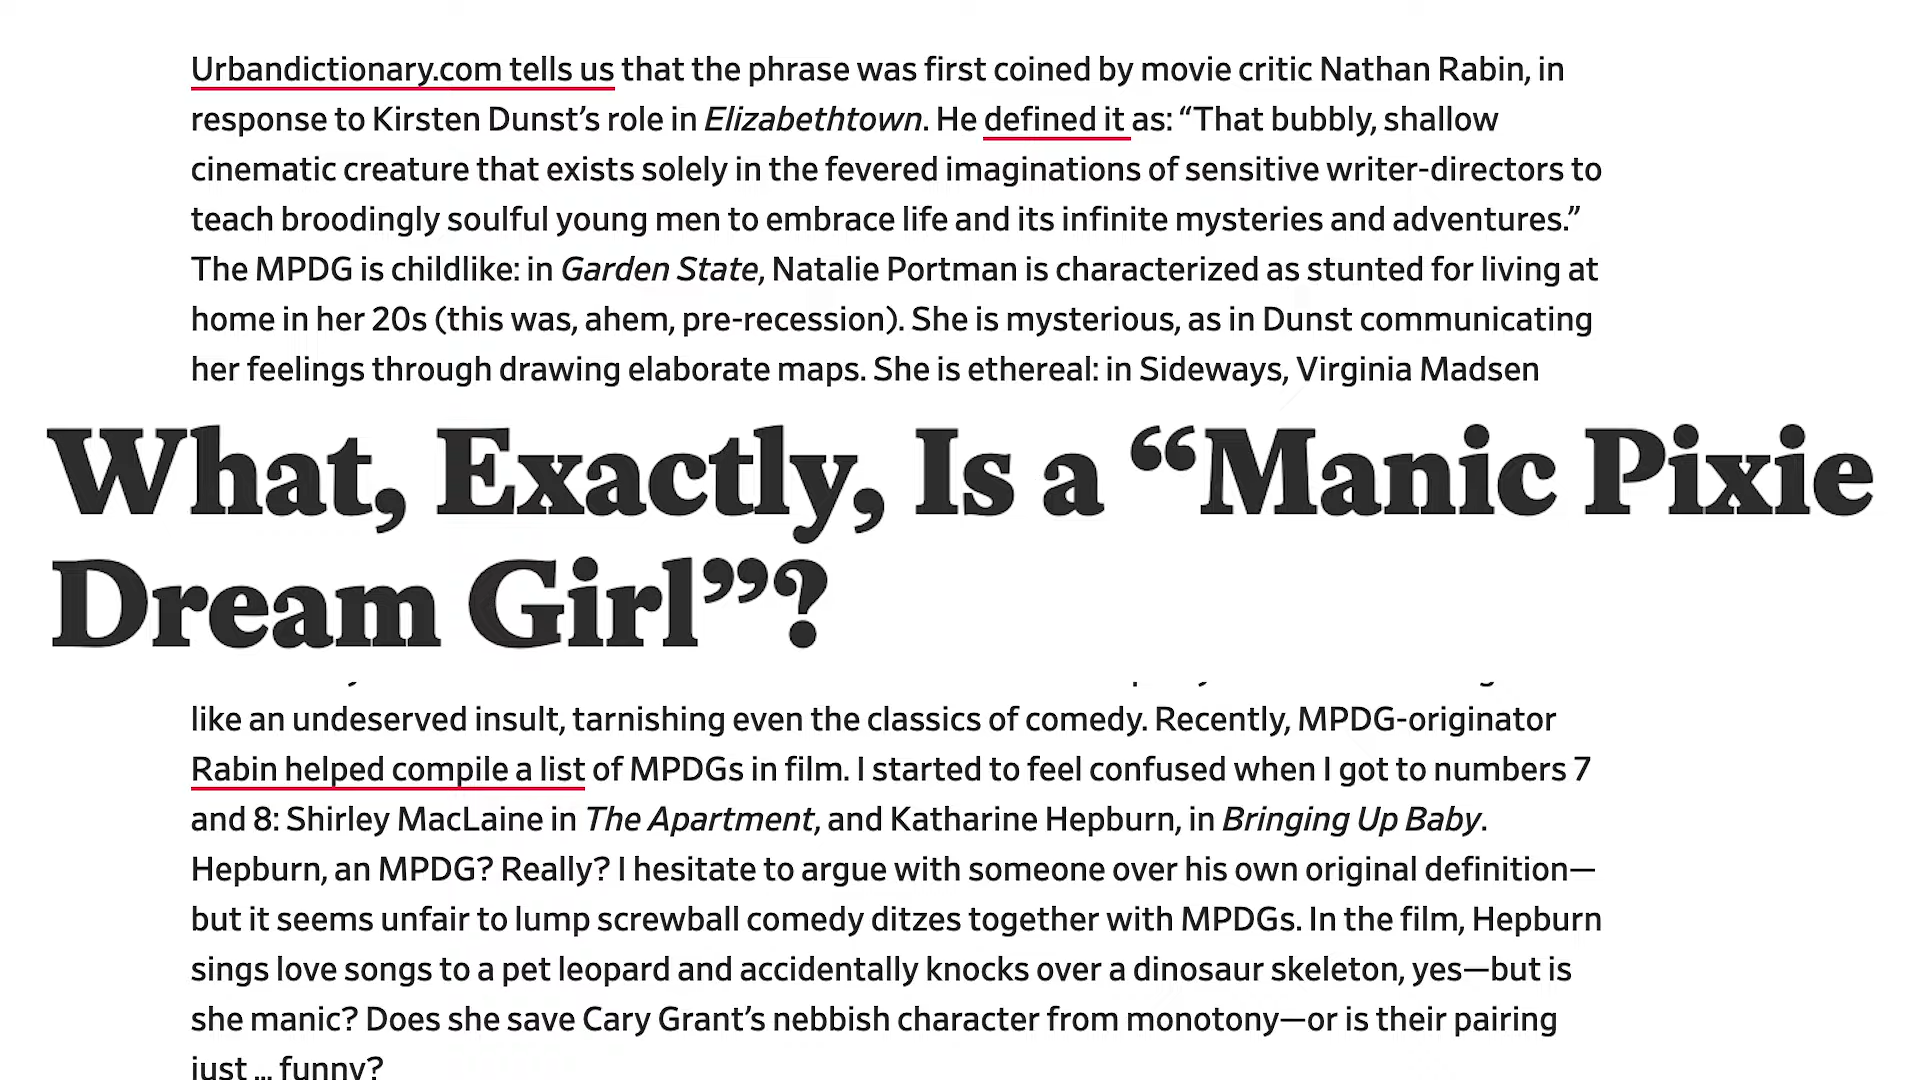 Urbandictionary.com tells us that the phrase was first coined by movie critic Nathan Rabin, in
response to Kirsten Dunst’s role in Elizabethtown. He defined it as: “That bubbly, shallow
cinematic creature that exists solely in the fevered imaginations of sensitive writer-directors to
teach broodingly soulful young men to embrace life and its infinite mysteries and adventures.”
The MPDG is childlike: in Garden State, Natalie Portman is characterized as stunted for living at
home in her 20s (this was, ahem, pre-recession). She is mysterious, as in Dunst communicating
her feelings through drawing elaborate maps. She is ethereal: in Sideways, Virginia Madsen
What, Exactly, Is a “Manic Pixie
Dream Girl”?
like an undeserved insult, tarnishing even the classics of comedy. Recently, MPDG-originator
Rabin helped compile a list of MPDGs in film. I started to feel confused when I got to numbers 7
and 8: Shirley MacLaine in The Apartment, and Katharine Hepburn, in Bringing Up Baby.
Hepburn, an MPDG? Really? I hesitate to argue with someone over his own original definition—
but it seems unfair to lump screwball comedy ditzes together with MPDGs. In the film, Hepburn
sings love songs to a pet leopard and accidentally knocks over a dinosaur skeleton, yes—but is
she manic? Does she save Cary Grant’s nebbish character from monotony—or is their pairing
just ... funny?